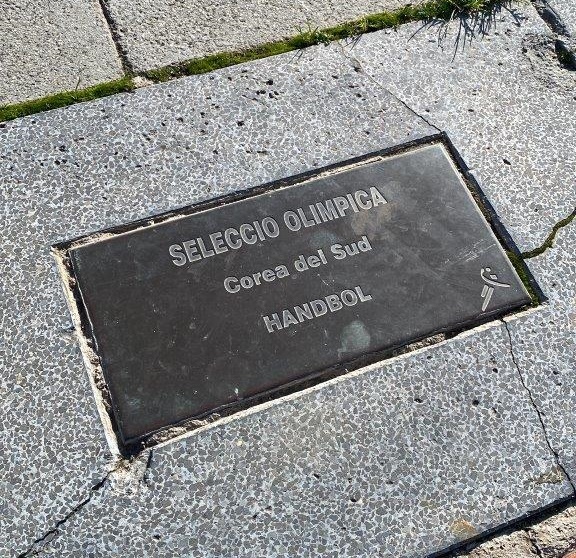 SELECCIO OLIMPICA
Corea del Sud
HANDBOL